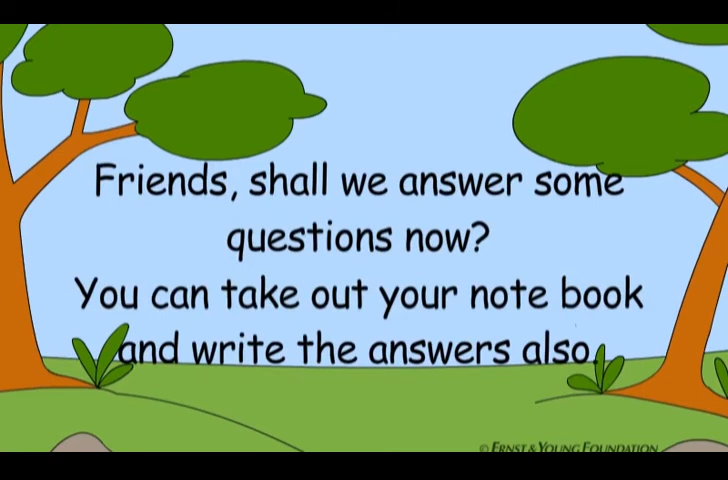 Friends, shall we answer some
questions now?
You can take out your note book
and write the answers also.
© ERNST & YOUNG FOUNDATION